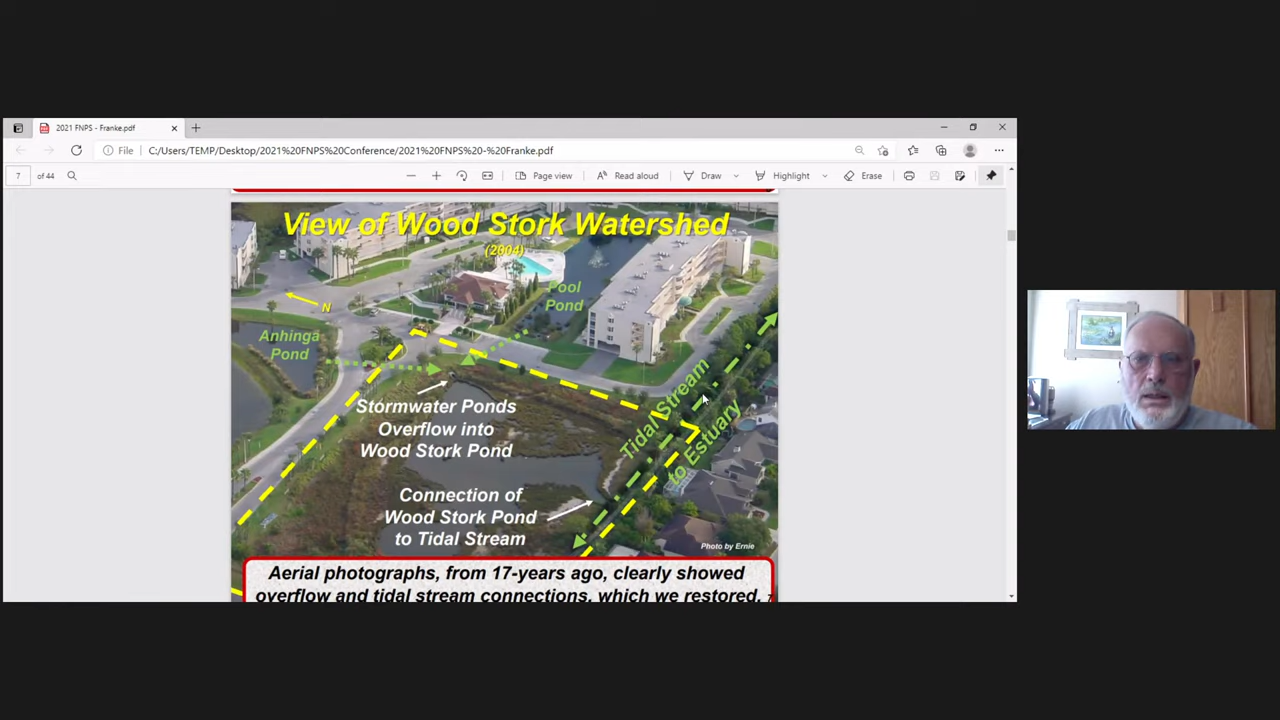 2021 FNPS - Franke.pdf
File C:/Users/TEMP/Desktop/2021%20FNPS%20Conference/2021%20FNPS%20-%20Franke.pdf
7 of 44 Page view Read aloud Draw Highlight Erase
View of Wood Stork Watershed
(2004)
Pool
Pond
N
Anhinga
Pond
Stormwater Ponds
Overflow into
Wood Stork Pond
Tidal Stream
to Estuary
Connection of
Wood Stork Pond
to Tidal Stream
Photo by Ernie
Aerial photographs, from 17-years ago, clearly showed
overflow and tidal stream connections, which we restored.
7